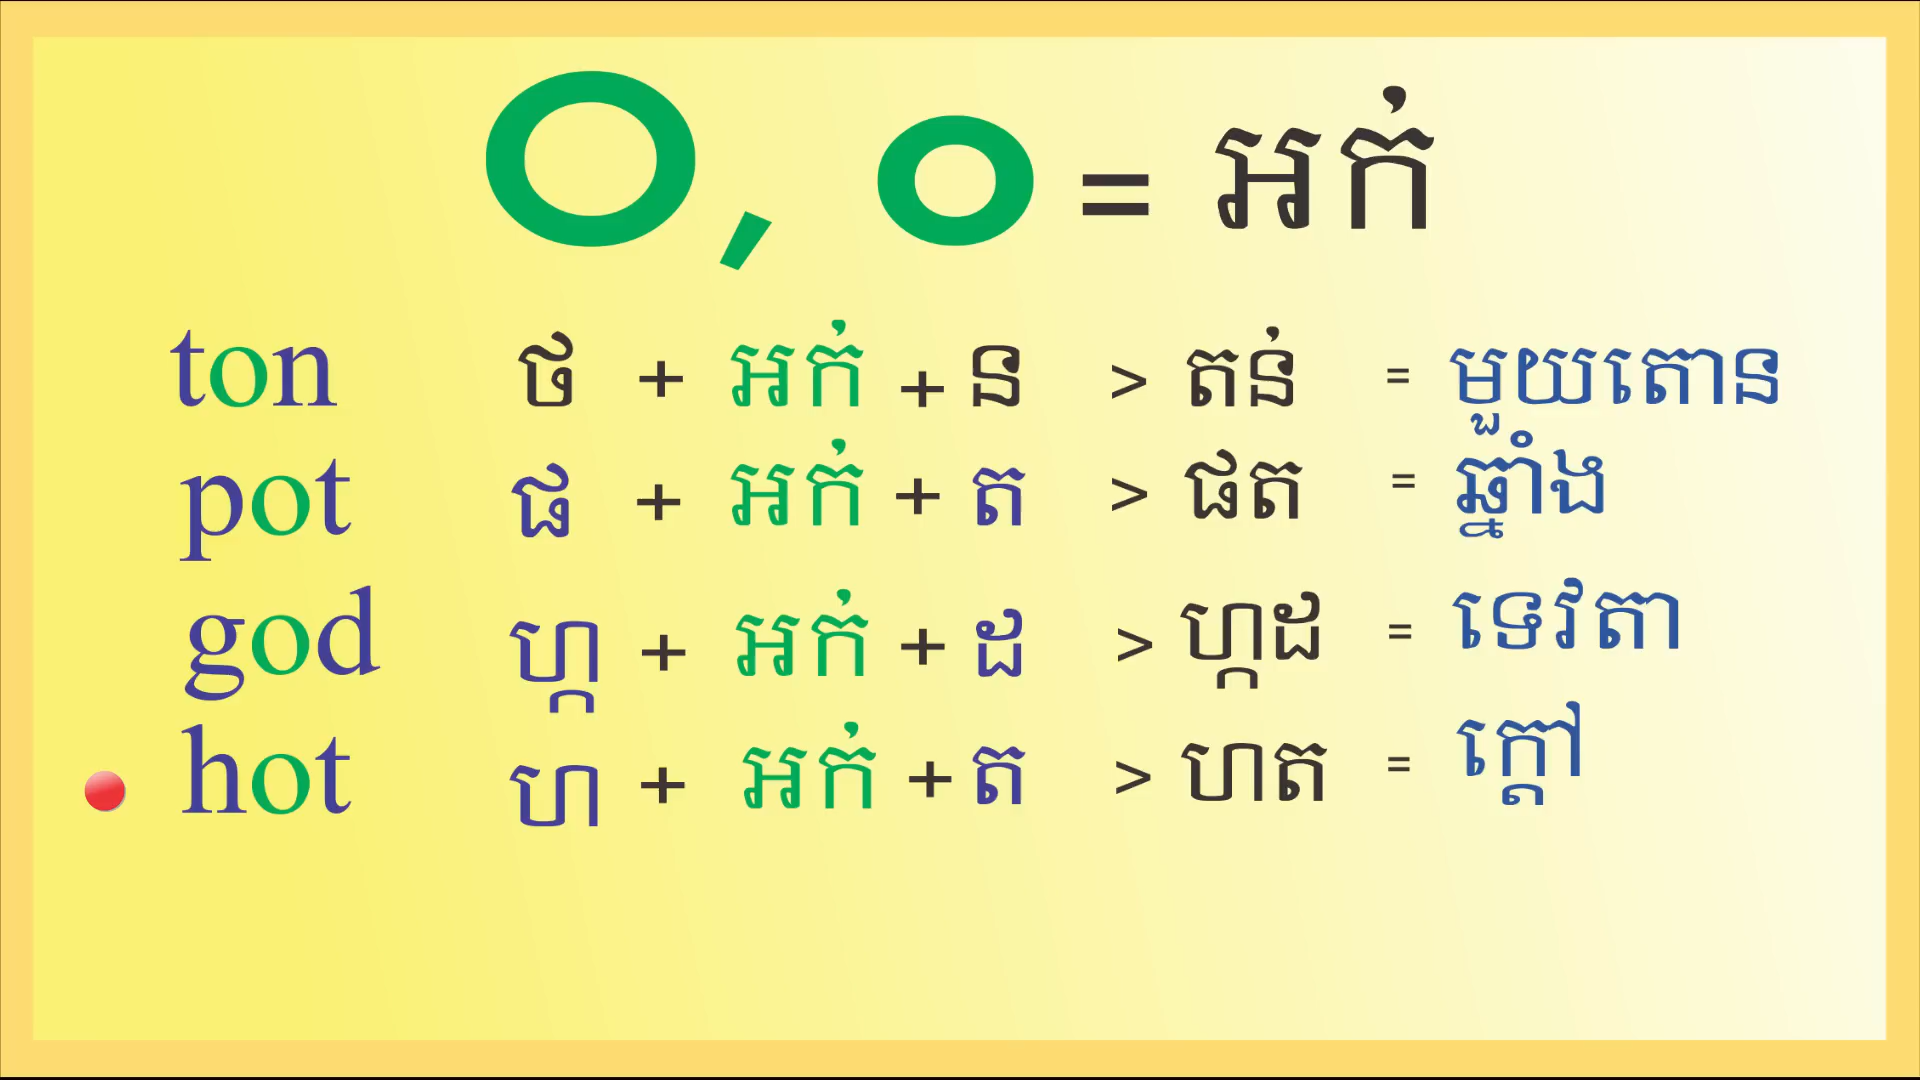 O, o = អក់
ton ថ + អក់ + ន > តន់ = មួយតោន
pot ផ + អក់ + ត > ផត = ឆ្នាំង
god ហ្គ + អក់ + ដ > ហ្គដ = ទេវតា
hot ហ + អក់ + ត > ហត = ក្ដៅ